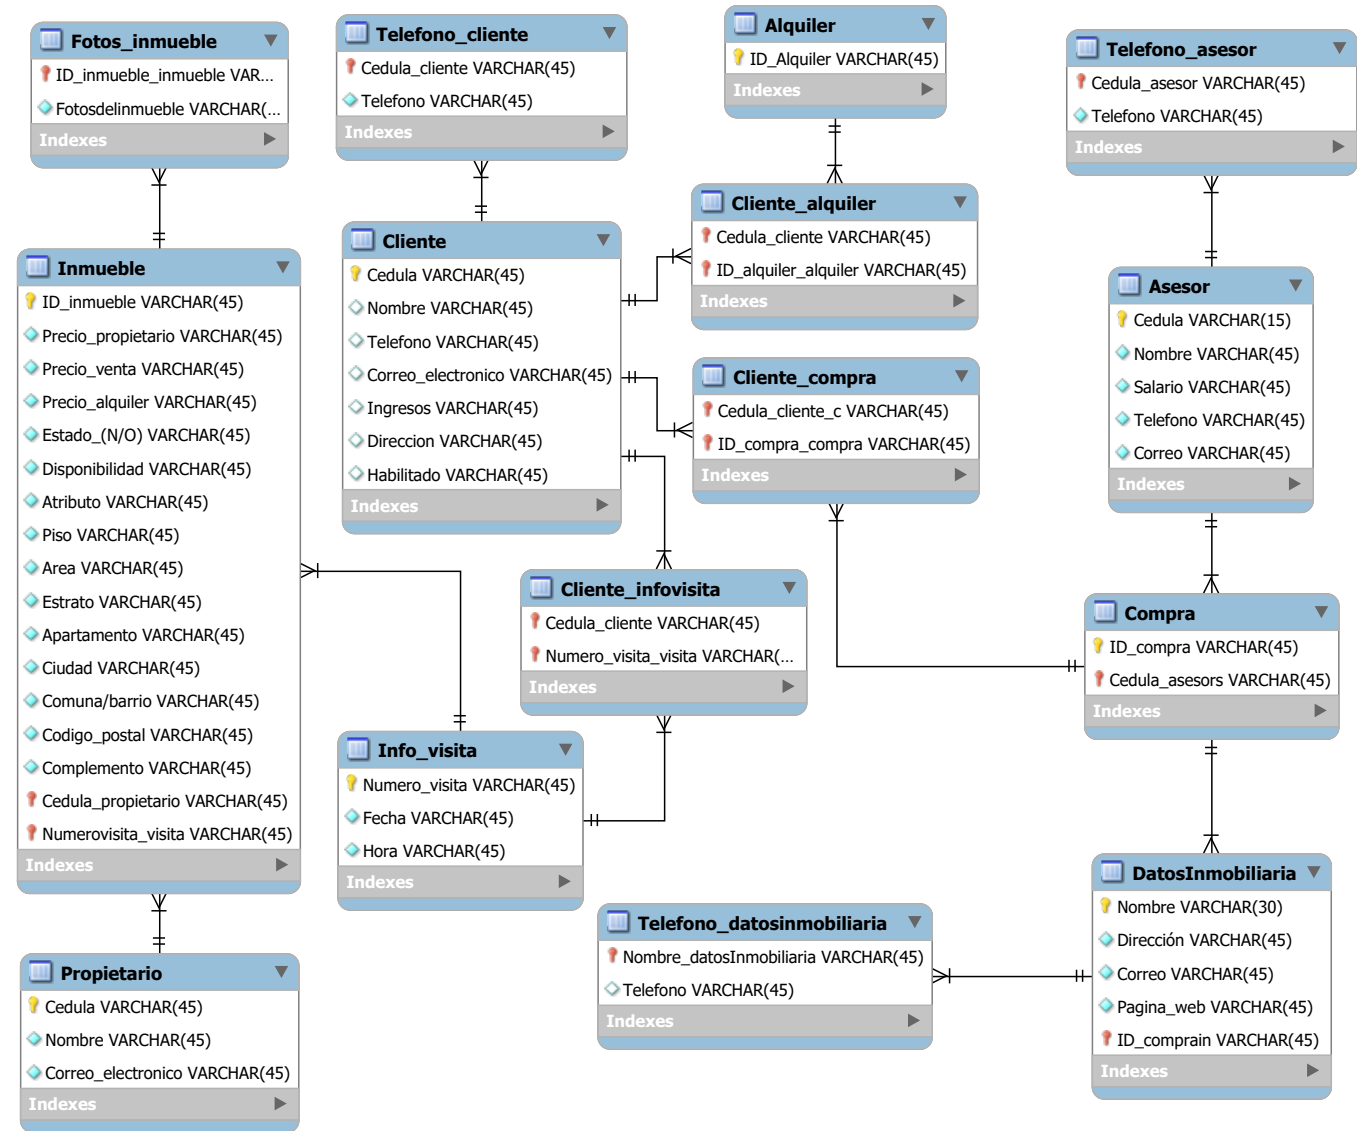 Fotos_inmueble
ID_inmueble_inmueble VAR...
Fotosdelinmueble VARCHAR(...
Indexes
Telefono_cliente
Cedula_cliente VARCHAR(45)
Telefono VARCHAR(45)
Indexes
Alquiler
ID_Alquiler VARCHAR(45)
Indexes
Telefono_asesor
Cedula_asesor VARCHAR(45)
Telefono VARCHAR(45)
Indexes
Inmueble
ID_inmueble VARCHAR(45)
Precio_propietario VARCHAR(45)
Precio_venta VARCHAR(45)
Precio_alquiler VARCHAR(45)
Estado_(N/O) VARCHAR(45)
Disponibilidad VARCHAR(45)
Atributo VARCHAR(45)
Piso VARCHAR(45)
Area VARCHAR(45)
Estrato VARCHAR(45)
Apartamento VARCHAR(45)
Ciudad VARCHAR(45)
Comuna/barrio VARCHAR(45)
Codigo_postal VARCHAR(45)
Complemento VARCHAR(45)
Cedula_propietario VARCHAR(45)
Numerovisita_visita VARCHAR(45)
Indexes
Cliente
Cedula VARCHAR(45)
Nombre VARCHAR(45)
Telefono VARCHAR(45)
Correo_electronico VARCHAR(45)
Ingresos VARCHAR(45)
Direccion VARCHAR(45)
Habilitado VARCHAR(45)
Indexes
Cliente_alquiler
Cedula_cliente VARCHAR(45)
ID_alquiler_alquiler VARCHAR(45)
Indexes
Cliente_compra
Cedula_cliente_c VARCHAR(45)
ID_compra_compra VARCHAR(45)
Indexes
Asesor
Cedula VARCHAR(15)
Nombre VARCHAR(45)
Salario VARCHAR(45)
Telefono VARCHAR(45)
Correo VARCHAR(45)
Indexes
Cliente_infovisita
Cedula_cliente VARCHAR(45)
Numero_visita_visita VARCHAR(...
Indexes
Compra
ID_compra VARCHAR(45)
Cedula_asesors VARCHAR(45)
Indexes
Info_visita
Numero_visita VARCHAR(45)
Fecha VARCHAR(45)
Hora VARCHAR(45)
Indexes
DatosInmobiliaria
Nombre VARCHAR(30)
Dirección VARCHAR(45)
Correo VARCHAR(45)
Pagina_web VARCHAR(45)
ID_comprain VARCHAR(45)
Indexes
Telefono_datosinmobiliaria
Nombre_datosInmobiliaria VARCHAR(45)
Telefono VARCHAR(45)
Indexes
Propietario
Cedula VARCHAR(45)
Nombre VARCHAR(45)
Correo_electronico VARCHAR(45)
Indexes